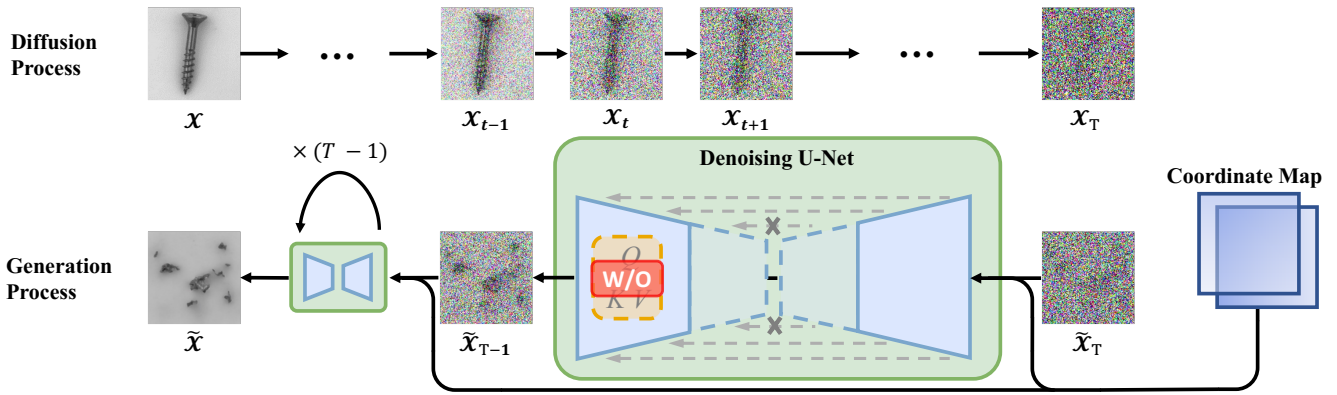 Diffusion
Process
...
...
x
x_{t−1}
x_t
x_{t+1}
x_T
× (T − 1)
Denoising U-Net
Coordinate Map
Generation
Process
Q
W/O
K V
x̃
x̃_{T−1}
x̃_T